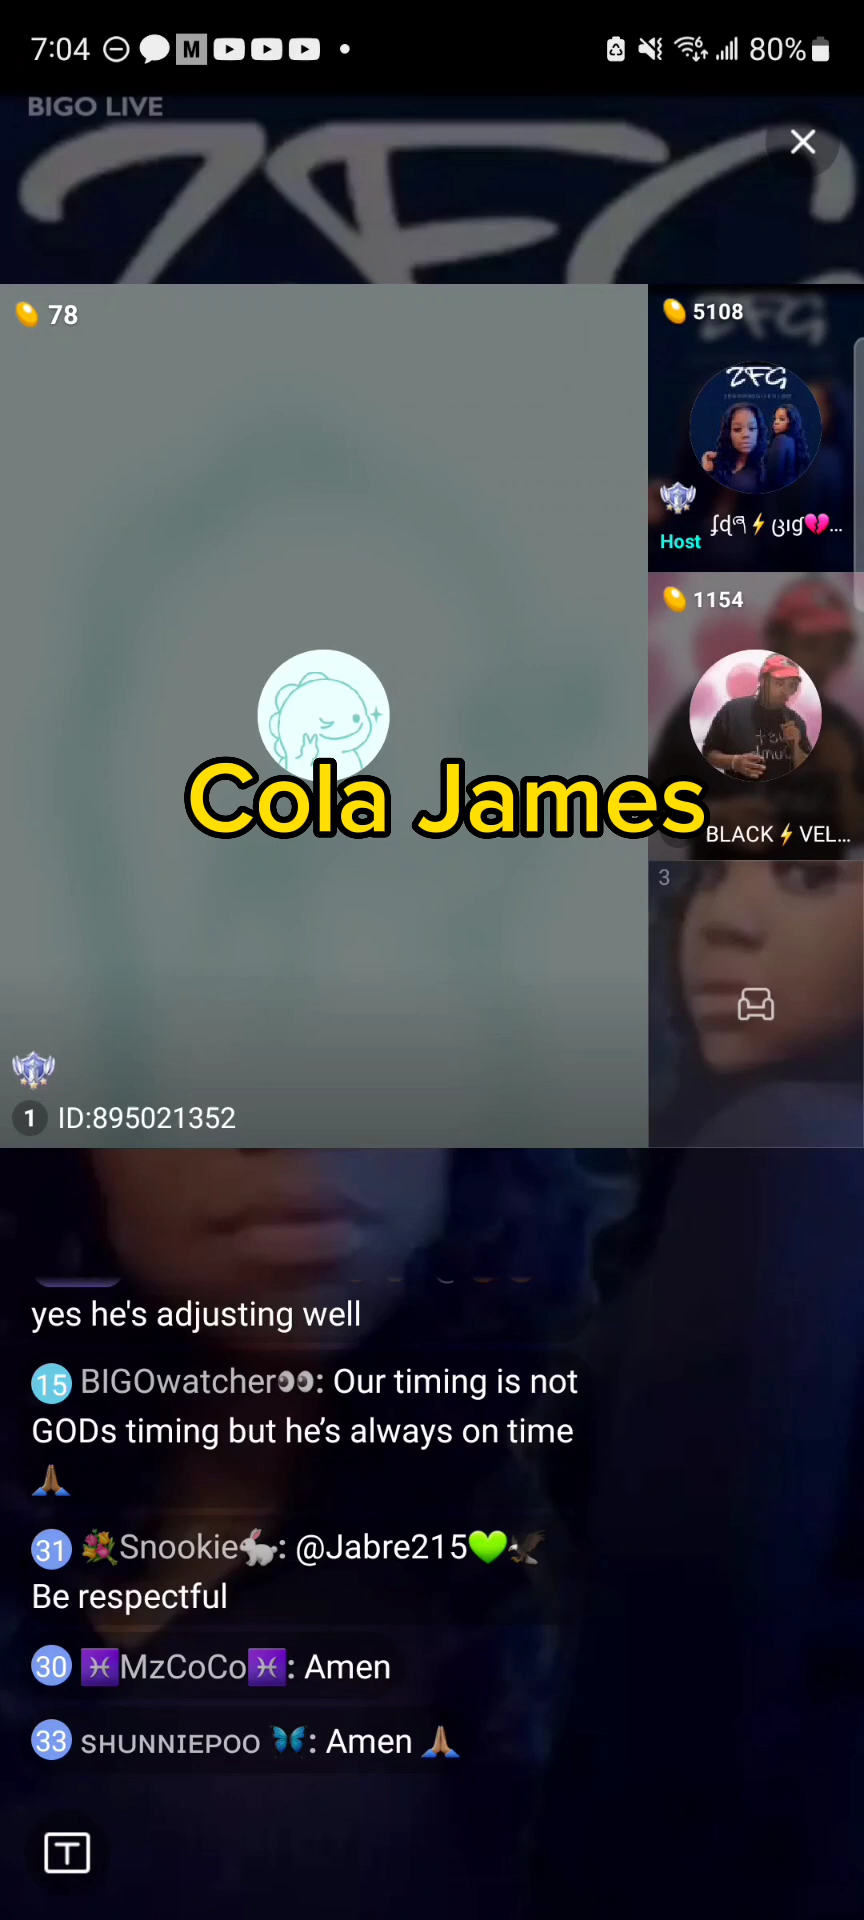 7:04 M 80%
BIGO LIVE
ZFG
78
5108
ZFG
ZFG
Host
1154
Cola James
BLACK⚡VEL...
3
1 ID:895021352
yes he's adjusting well
15 BIGOwatcher👀: Our timing is not
GODs timing but he’s always on time
🙏🏾
31 💐Snookie🐇: @Jabre215💚🦅
Be respectful
30 ♓MzCoCo♓: Amen
33 SHUNNIEPOO 🦋: Amen 🙏🏽
T